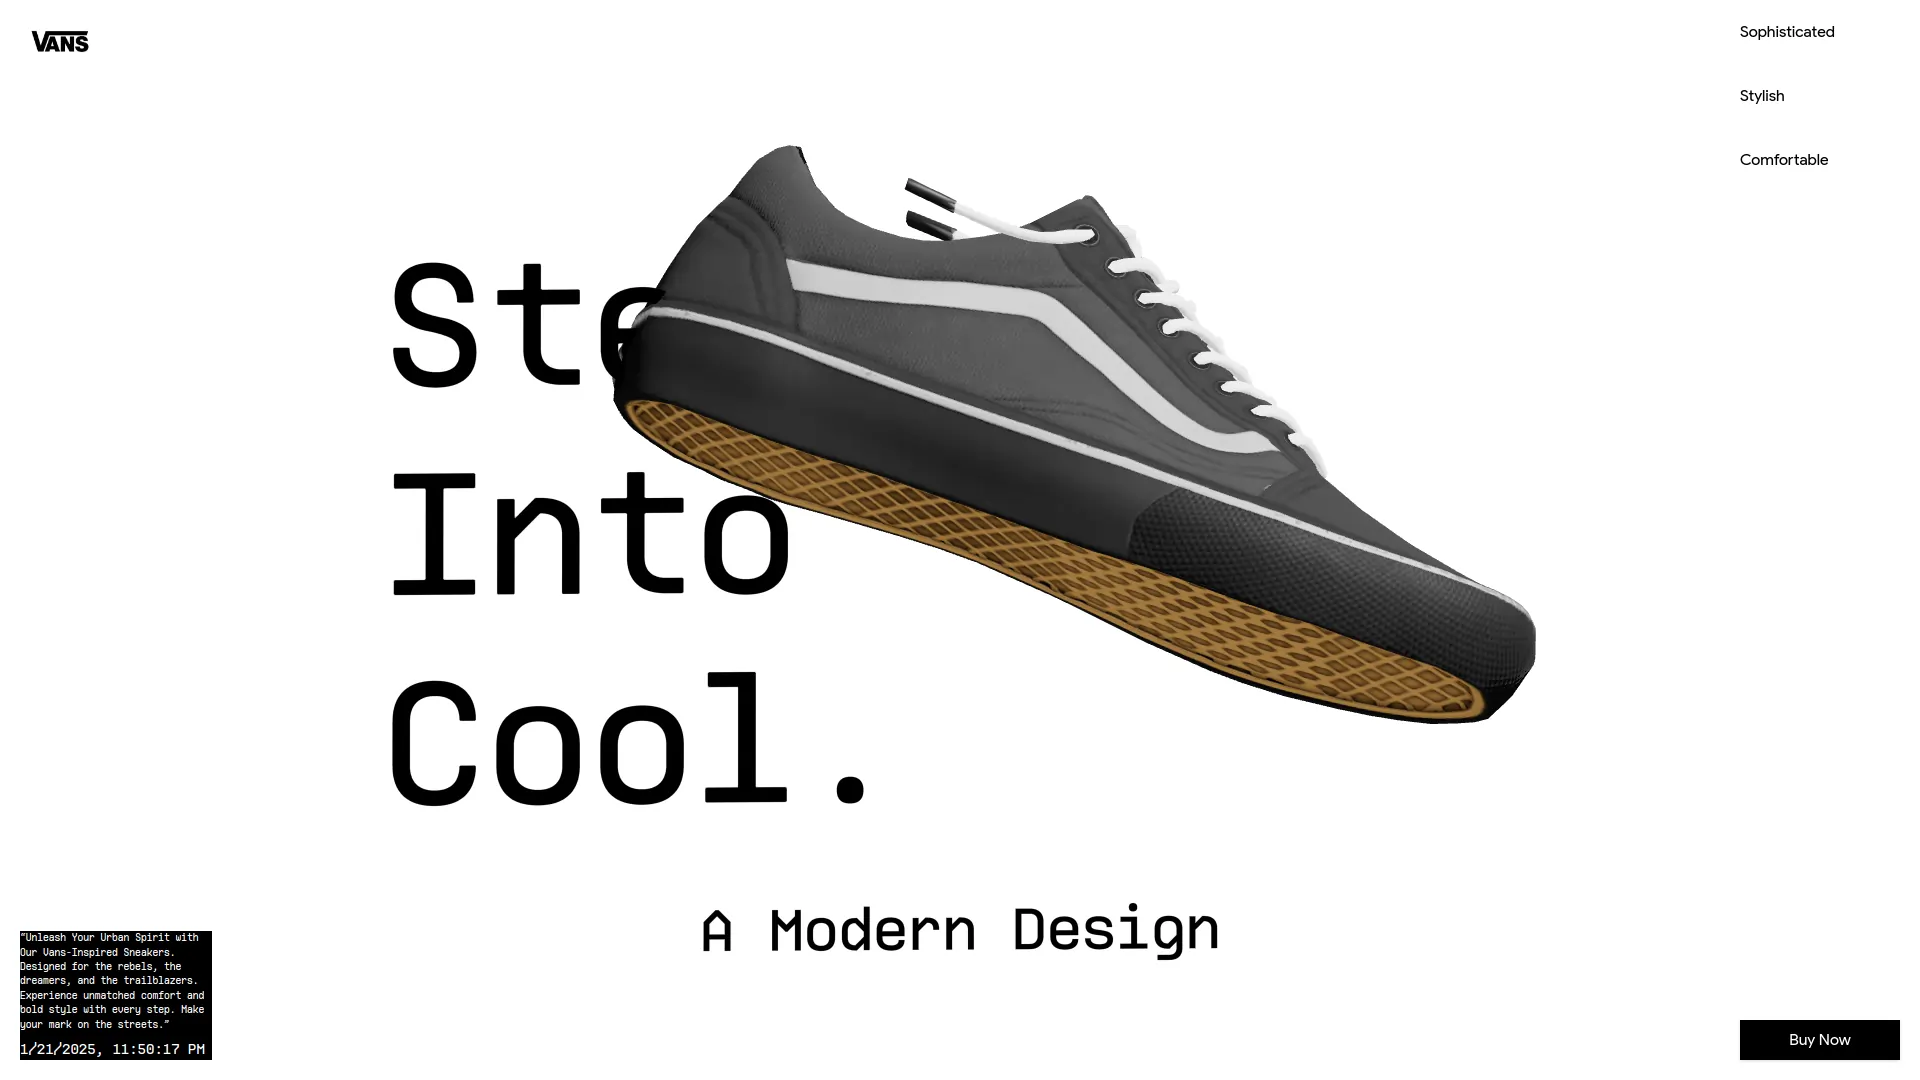 VANS
Sophisticated
Stylish
Comfortable
Ste
Into
Cool.
A Modern Design
"Unleash Your Urban Spirit with
Our Vans-Inspired Sneakers.
Designed for the rebels, the
dreamers, and the trailblazers.
Experience unmatched comfort and
bold style with every step. Make
your mark on the streets."
1/21/2025, 11:50:17 PM
Buy Now